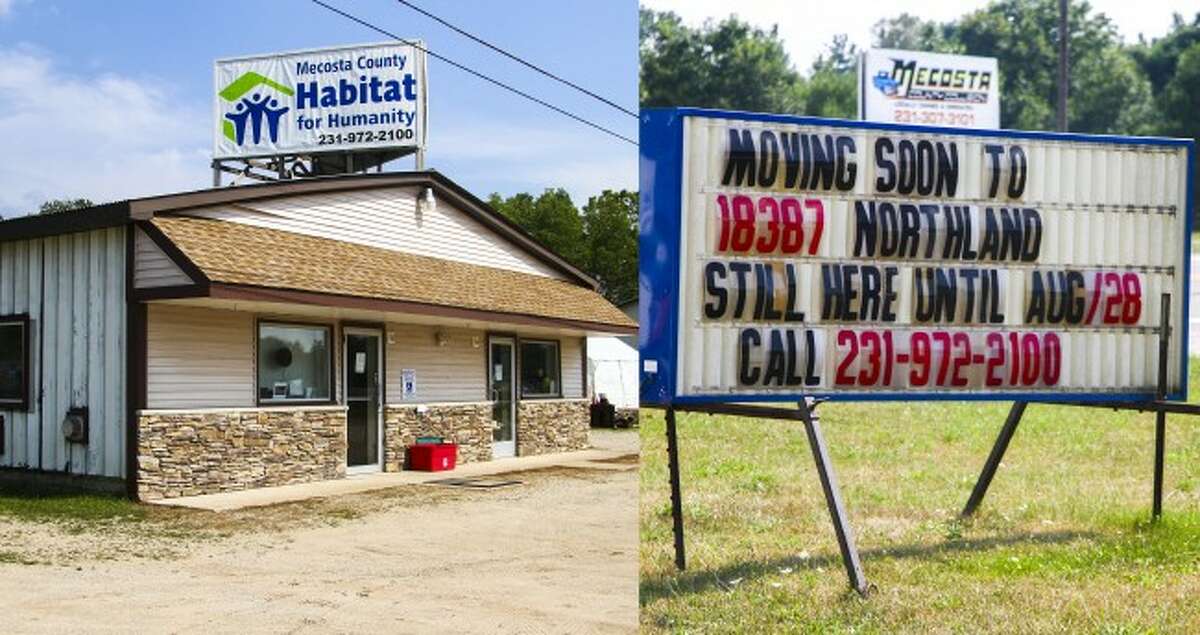 Mecosta County
Habitat
for Humanity
231-972-2100
MECOSTA
231-307-3101
MOVING SOON TO
18387 NORTHLAND
STILL HERE UNTIL AUG/28
CALL 231-972-2100